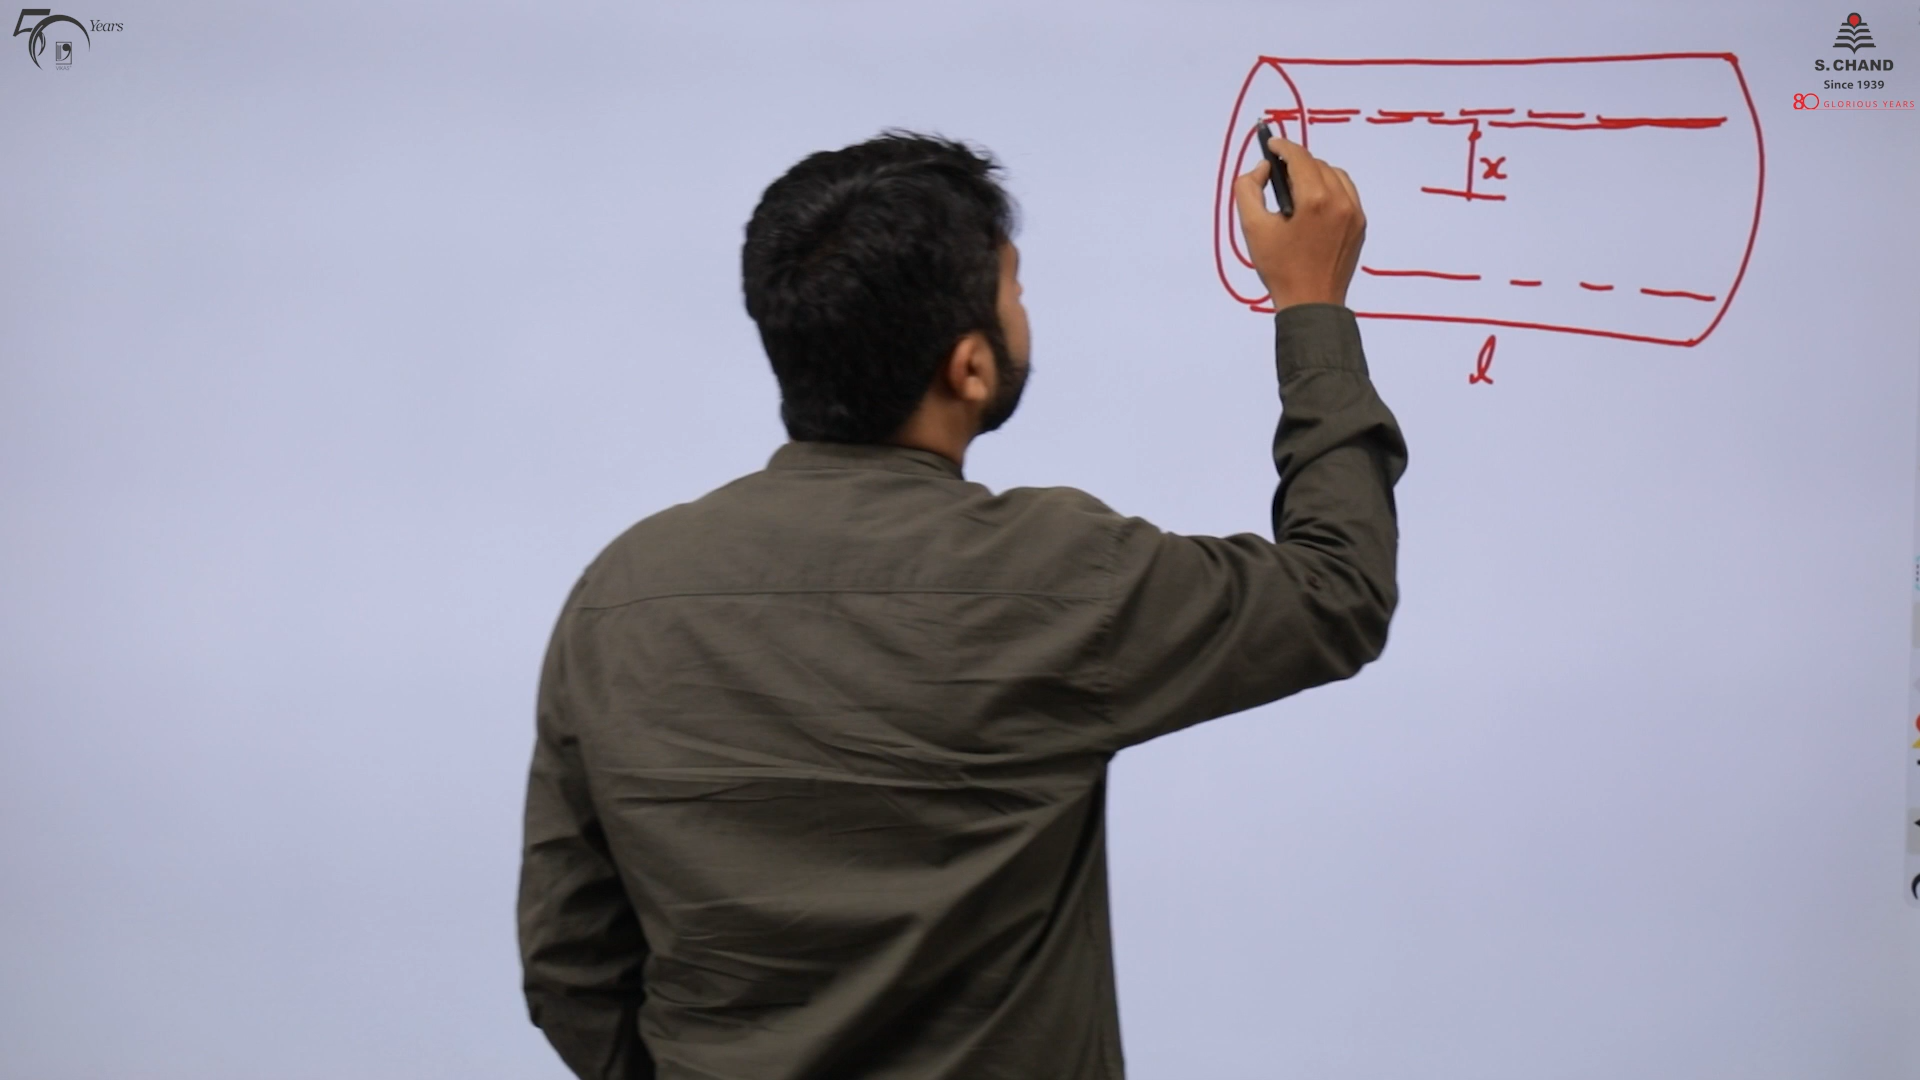 50 Years
S. CHAND
Since 1939
80 GLORIOUS YEARS
x
l